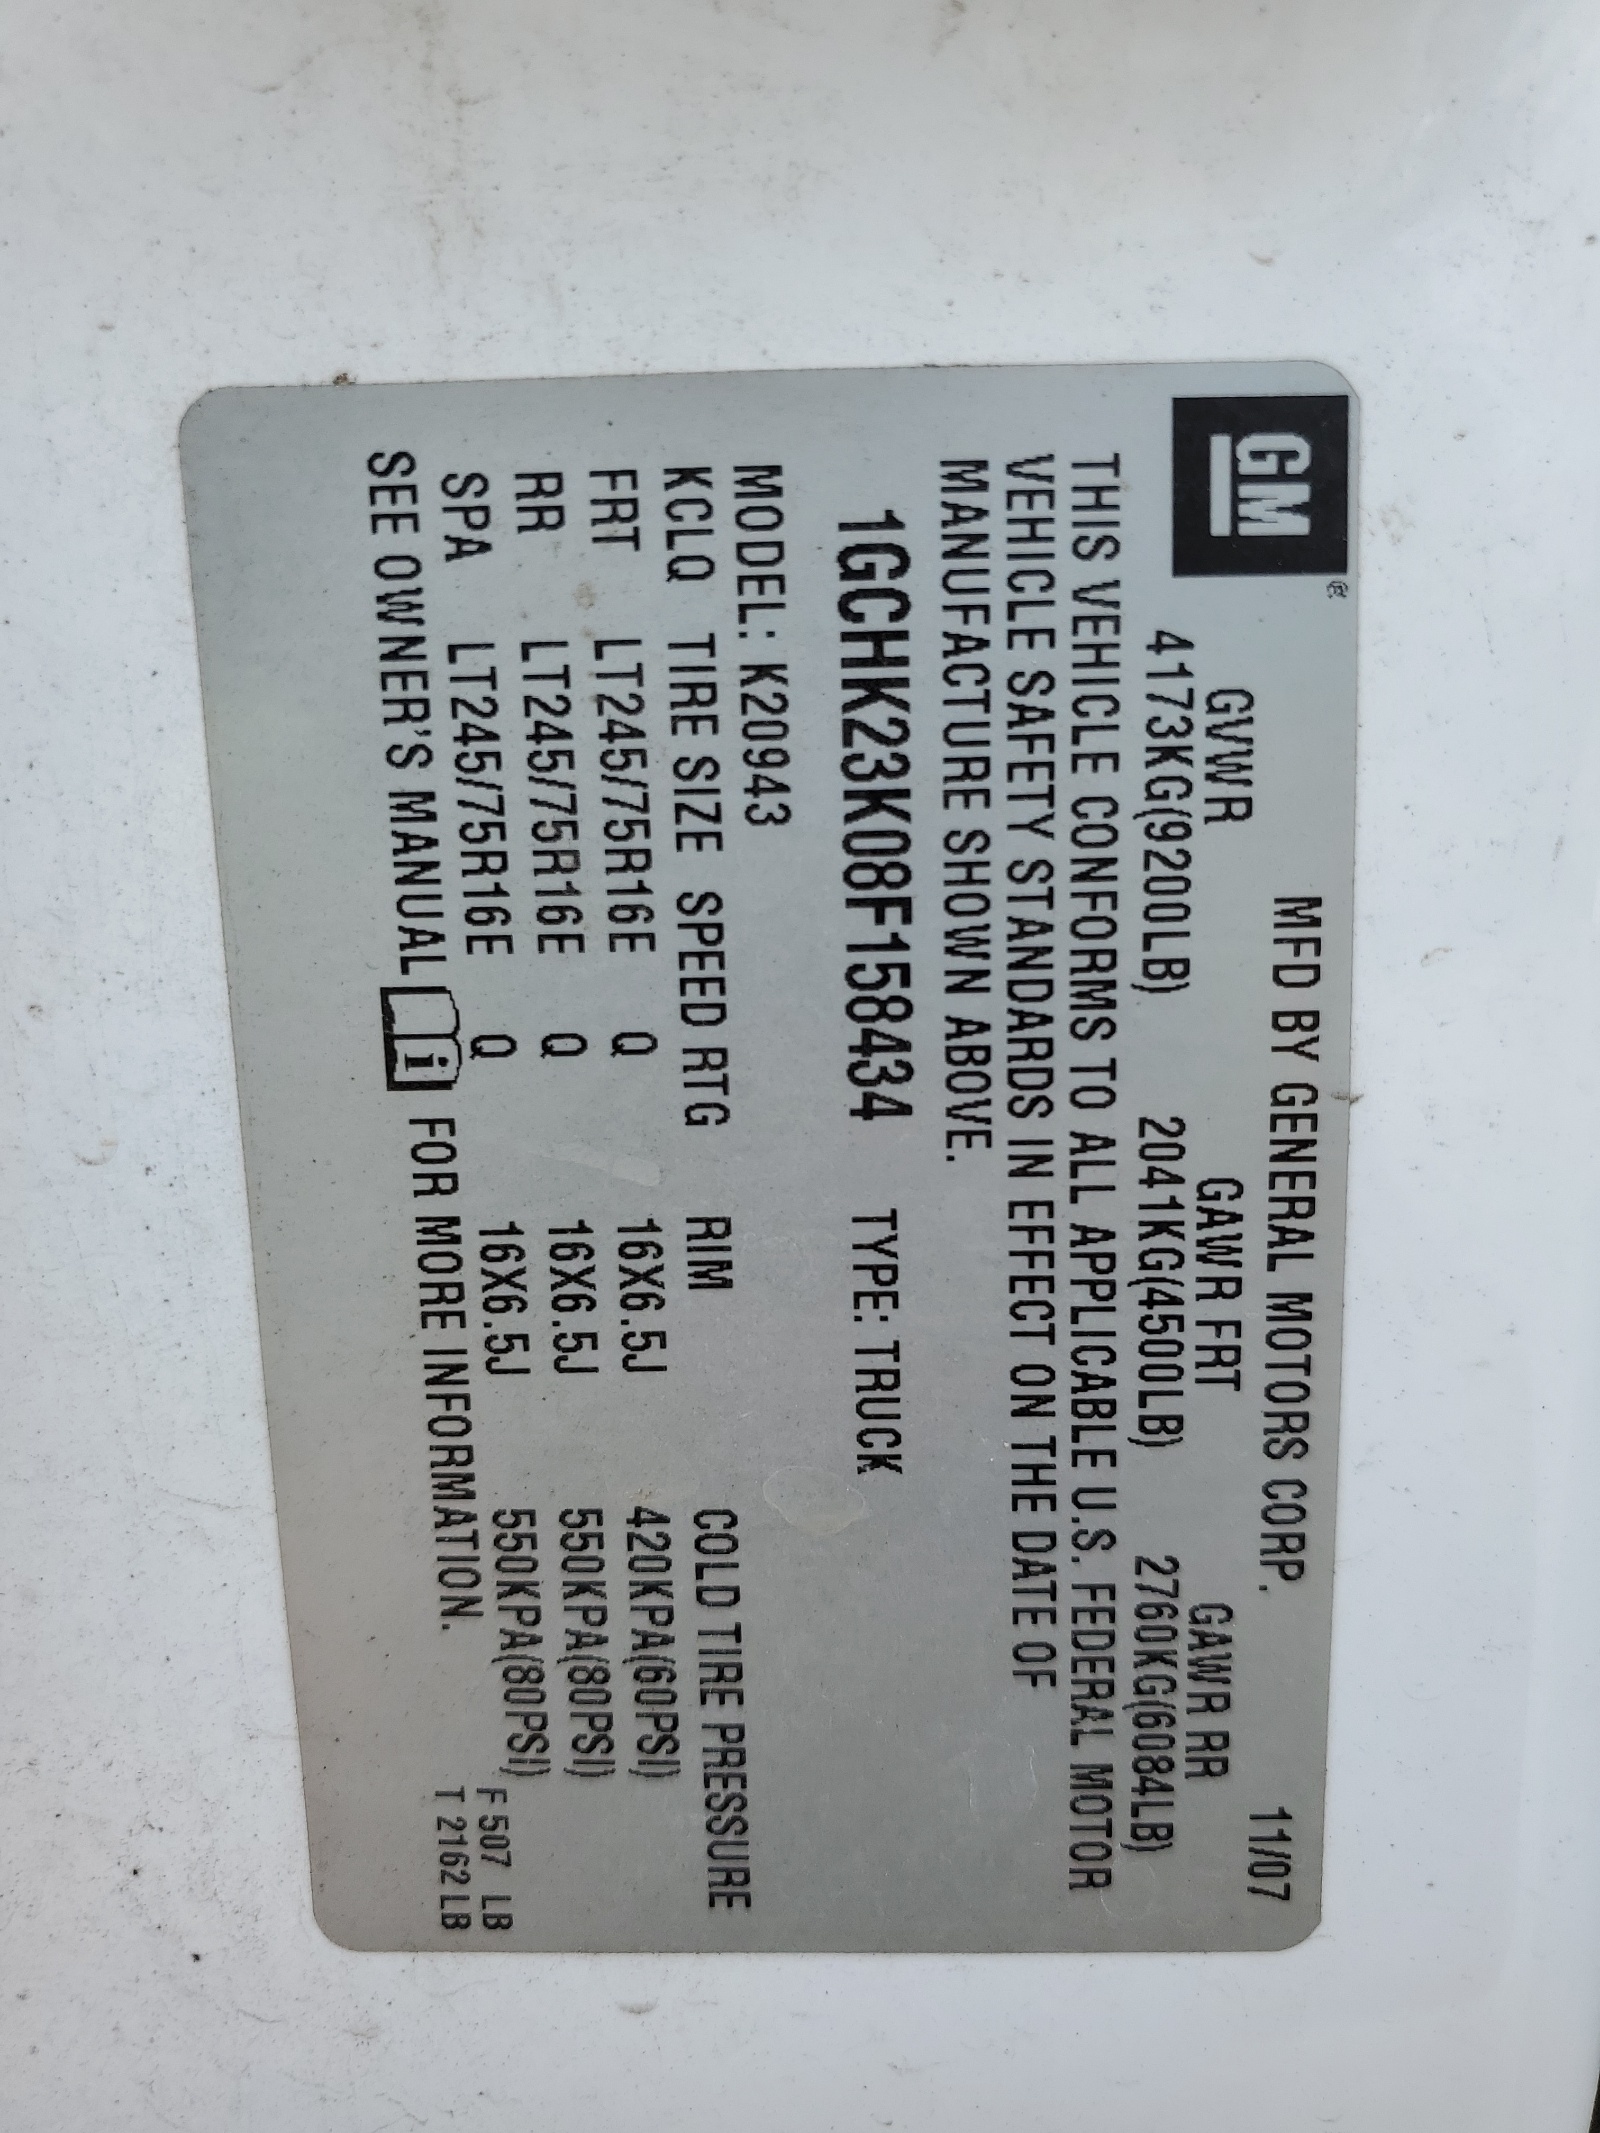 GM®
MFD BY GENERAL MOTORS CORP. 11/07
GVWR GAWR FRT GAWR RR
4173KG(9200LB) 2041KG(4500LB) 2760KG(6084LB)
THIS VEHICLE CONFORMS TO ALL APPLICABLE U.S. FEDERAL MOTOR
VEHICLE SAFETY STANDARDS IN EFFECT ON THE DATE OF
MANUFACTURE SHOWN ABOVE.
1GCHK23K08F158434 TYPE: TRUCK
MODEL: K20943
KCLQ TIRE SIZE SPEED RTG RIM COLD TIRE PRESSURE
FRT LT245/75R16E Q 16X6.5J 420KPA(60PSI)
RR LT245/75R16E Q 16X6.5J 550KPA(80PSI)
SPA LT245/75R16E Q 16X6.5J 550KPA(80PSI)
SEE OWNER'S MANUAL i FOR MORE INFORMATION.
F 507 LB
T 2162 LB